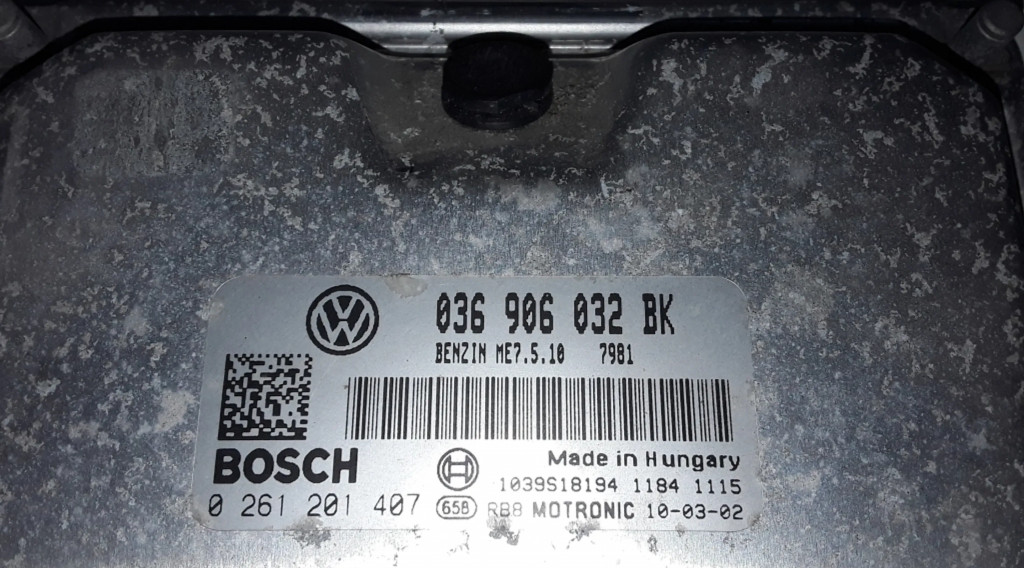 036 906 032 BK
BENZIN ME7.5.10 7981
BOSCH
Made in Hungary
1039S18194 1184 1115
0 261 201 407 658 RB8 MOTRONIC 10-03-02